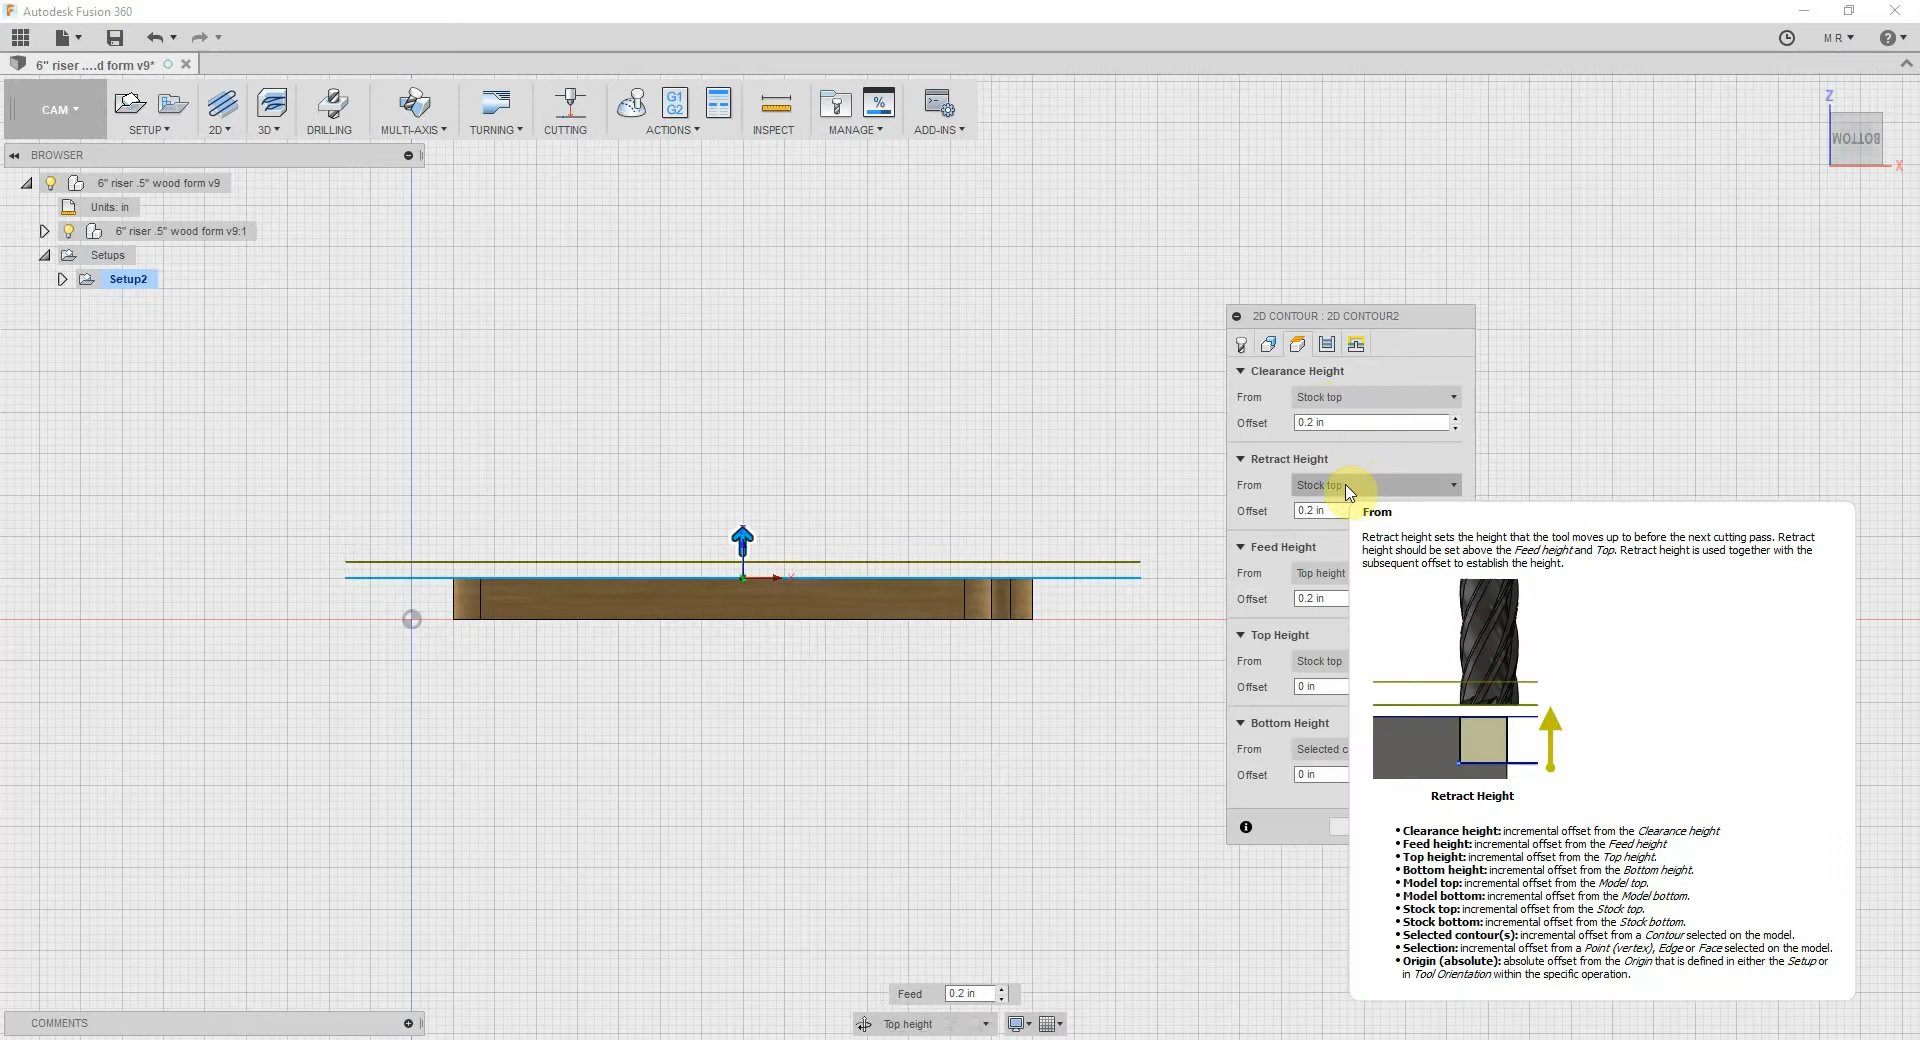 Autodesk Fusion 360
M R
6" riser ....d form v9*
CAM
SETUP
2D
3D
DRILLING
MULTI-AXIS
TURNING
CUTTING
G1
G2
ACTIONS
INSPECT
%
MANAGE
ADD-INS
Z
BOTTOM
X
BROWSER
6" riser .5" wood form v9
Units: in
6" riser .5" wood form v9:1
Setups
Setup2
2D CONTOUR : 2D CONTOUR2
Clearance Height
From Stock top
Offset 0.2 in
Retract Height
From Stock top
Offset 0.2 in
Feed Height
From Top height
Offset 0.2 in
Top Height
From Stock top
Offset 0 in
Bottom Height
From Selected c
Offset 0 in
From
Retract height sets the height that the tool moves up to before the next cutting pass. Retract
height should be set above the Feed height and Top. Retract height is used together with the
subsequent offset to establish the height.
Retract Height
• Clearance height: incremental offset from the Clearance height
• Feed height: incremental offset from the Feed height
• Top height: incremental offset from the Top height.
• Bottom height: incremental offset from the Bottom height.
• Model top: incremental offset from the Model top.
• Model bottom: incremental offset from the Model bottom.
• Stock top: incremental offset from the Stock top.
• Stock bottom: incremental offset from the Stock bottom.
• Selected contour(s): incremental offset from a Contour selected on the model.
• Selection: incremental offset from a Point (vertex), Edge or Face selected on the model.
• Origin (absolute): absolute offset from the Origin that is defined in either the Setup or
in Tool Orientation within the specific operation.
X
Feed 0.2 in
Top height
COMMENTS